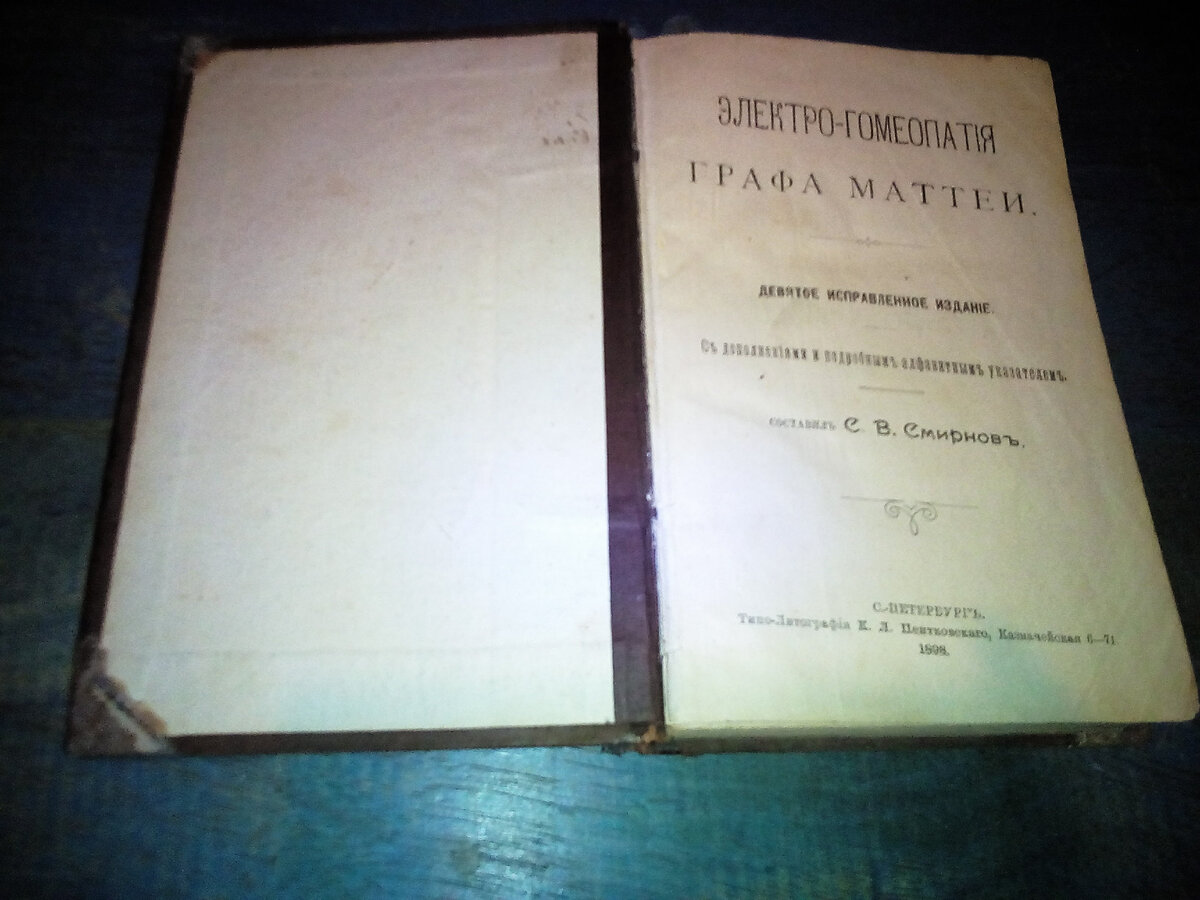 ЭЛЕКТРО-ГОМЕОПАТІЯ
ГРАФА МАТТЕИ.
ДЕВЯТОЕ ИСПРАВЛЕННОЕ ИЗДАНІЕ.
Съ дополненіями и подробнымъ алфавитнымъ указателемъ.
СОСТАВИЛЪ С. В. Смирновъ.
С.-ПЕТЕРБУРГЪ.
Типо-Литографія К. Л. Пентковскаго, Казначейская 6—71
1898.